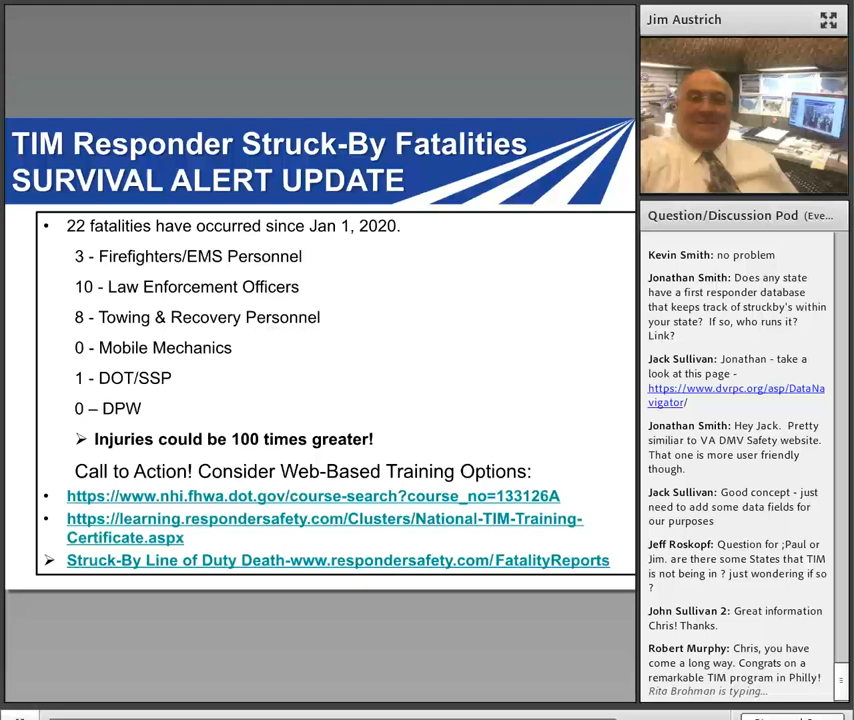 Jim Austrich
TIM Responder Struck-By Fatalities
SURVIVAL ALERT UPDATE
• 22 fatalities have occurred since Jan 1, 2020.
3 - Firefighters/EMS Personnel
10 - Law Enforcement Officers
8 - Towing & Recovery Personnel
0 - Mobile Mechanics
1 - DOT/SSP
0 – DPW
➢ Injuries could be 100 times greater!
Call to Action! Consider Web-Based Training Options:
• https://www.nhi.fhwa.dot.gov/course-search?course_no=133126A
• https://learning.respondersafety.com/Clusters/National-TIM-Training-
Certificate.aspx
➢ Struck-By Line of Duty Death-www.respondersafety.com/FatalityReports
Question/Discussion Pod (Eve...
Kevin Smith: no problem
Jonathan Smith: Does any state
have a first responder database
that keeps track of struckby's within
your state? If so, who runs it?
Link?
Jack Sullivan: Jonathan - take a
look at this page -
https://www.dvrpc.org/asp/DataNa
vigator/
Jonathan Smith: Hey Jack. Pretty
similiar to VA DMV Safety website.
That one is more user friendly
though.
Jack Sullivan: Good concept - just
need to add some data fields for
our purposes
Jeff Roskopf: Question for ;Paul or
Jim. are there some States that TIM
is not being in ? just wondering if so
?
John Sullivan 2: Great information
Chris! Thanks.
Robert Murphy: Chris, you have
come a long way. Congrats on a
remarkable TIM program in Philly!
Rita Brohman is typing...